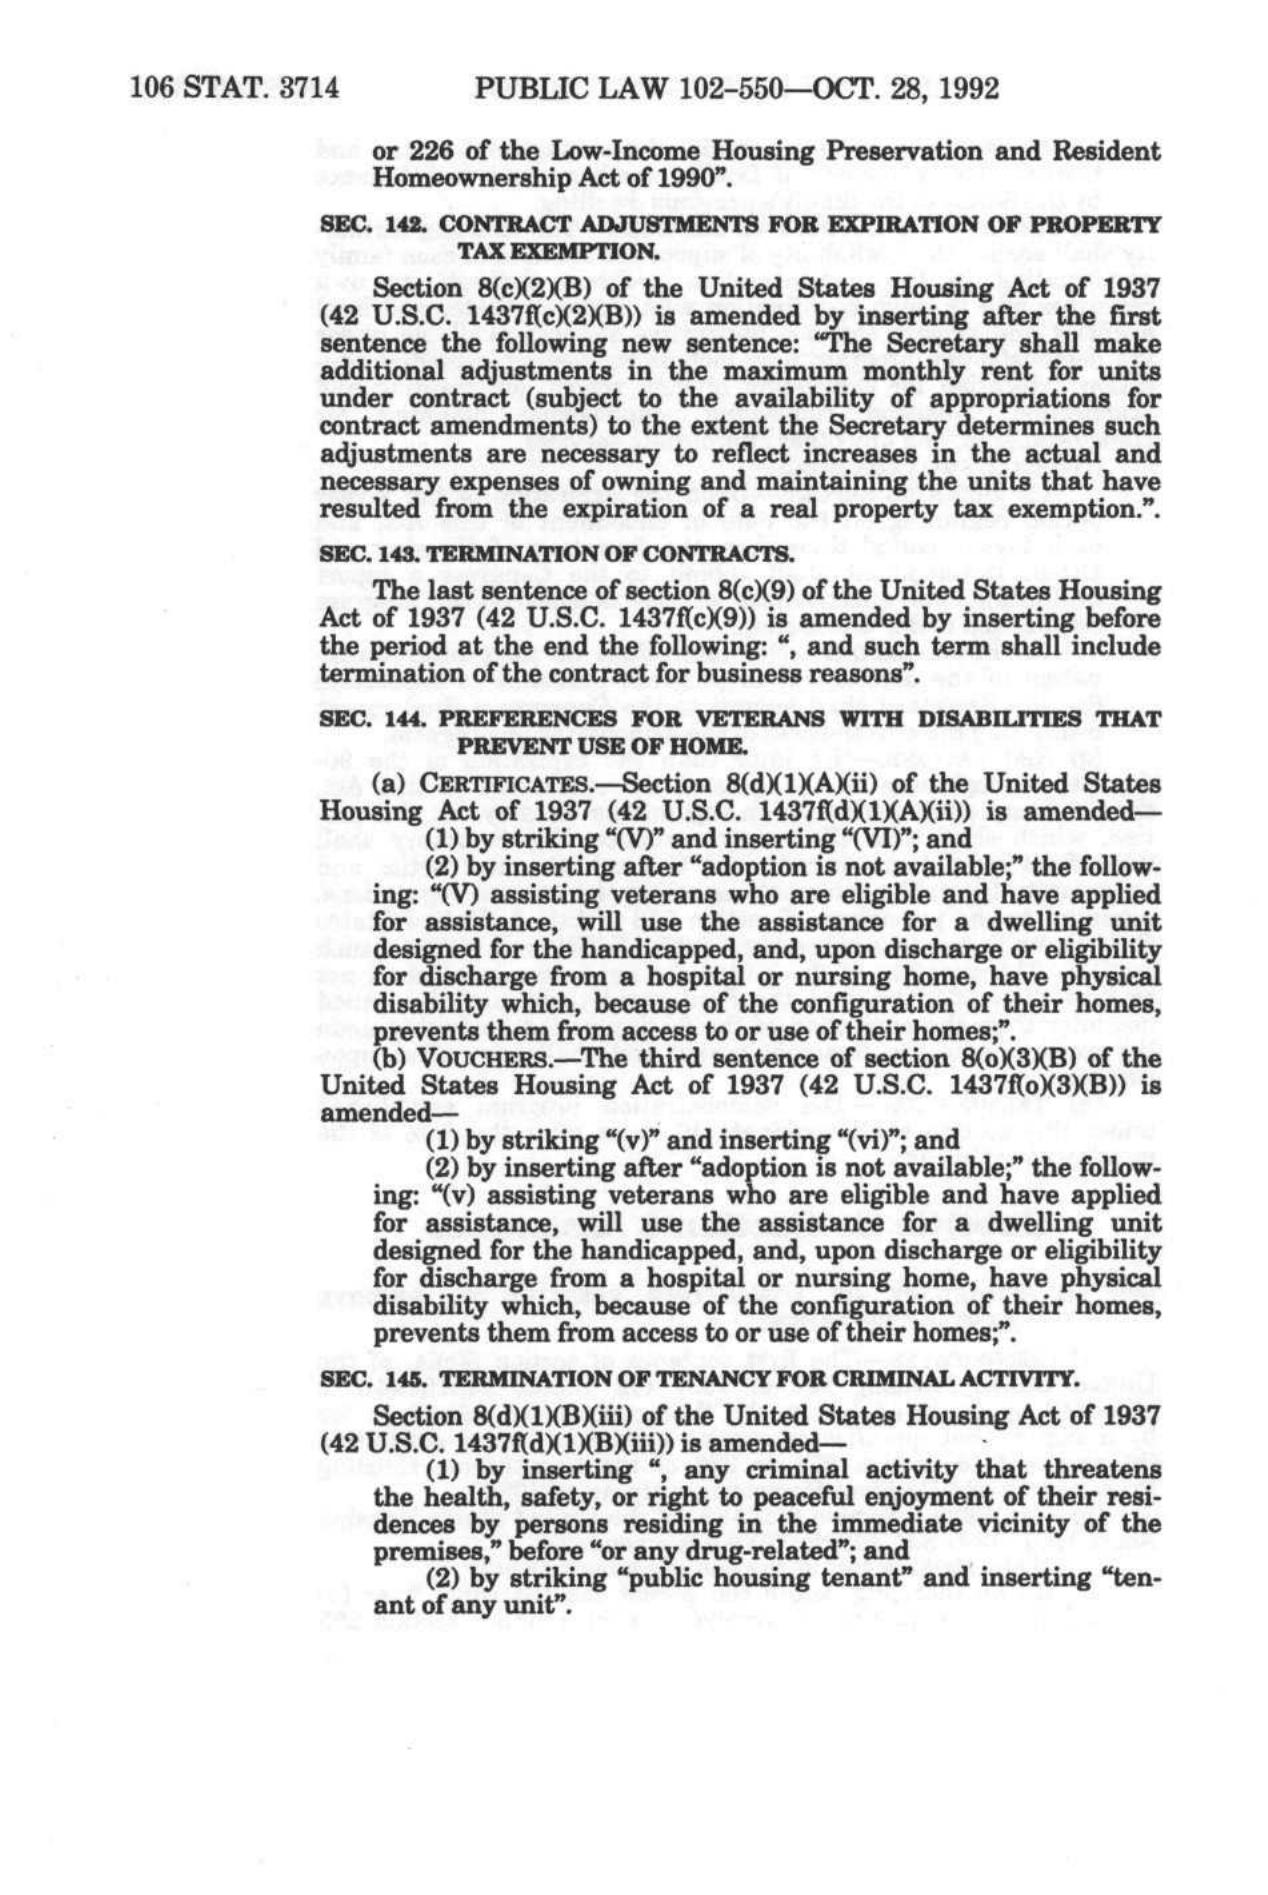 106 STAT. 3714 PUBLIC LAW 102-550—OCT. 28, 1992
or 226 of the Low-Income Housing Preservation and Resident
Homeownership Act of 1990”.
SEC. 142. CONTRACT ADJUSTMENTS FOR EXPIRATION OF PROPERTY
TAX EXEMPTION.
Section 8(c)(2)(B) of the United States Housing Act of 1937
(42 U.S.C. 1437f(c)(2)(B)) is amended by inserting after the first
sentence the following new sentence: “The Secretary shall make
additional adjustments in the maximum monthly rent for units
under contract (subject to the availability of appropriations for
contract amendments) to the extent the Secretary determines such
adjustments are necessary to reflect increases in the actual and
necessary expenses of owning and maintaining the units that have
resulted from the expiration of a real property tax exemption.”.
SEC. 143. TERMINATION OF CONTRACTS.
The last sentence of section 8(c)(9) of the United States Housing
Act of 1937 (42 U.S.C. 1437f(c)(9)) is amended by inserting before
the period at the end the following: “, and such term shall include
termination of the contract for business reasons”.
SEC. 144. PREFERENCES FOR VETERANS WITH DISABILITIES THAT
PREVENT USE OF HOME.
(a) CERTIFICATES.—Section 8(d)(1)(A)(ii) of the United States
Housing Act of 1937 (42 U.S.C. 1437f(d)(1)(A)(ii)) is amended—
(1) by striking “(V)” and inserting “(VI)”; and
(2) by inserting after “adoption is not available;” the follow-
ing: “(V) assisting veterans who are eligible and have applied
for assistance, will use the assistance for a dwelling unit
designed for the handicapped, and, upon discharge or eligibility
for discharge from a hospital or nursing home, have physical
disability which, because of the configuration of their homes,
prevents them from access to or use of their homes;”.
(b) VOUCHERS.—The third sentence of section 8(o)(3)(B) of the
United States Housing Act of 1937 (42 U.S.C. 1437f(o)(3)(B)) is
amended—
(1) by striking “(v)” and inserting “(vi)”; and
(2) by inserting after “adoption is not available;” the follow-
ing: “(v) assisting veterans who are eligible and have applied
for assistance, will use the assistance for a dwelling unit
designed for the handicapped, and, upon discharge or eligibility
for discharge from a hospital or nursing home, have physical
disability which, because of the configuration of their homes,
prevents them from access to or use of their homes;”.
SEC. 145. TERMINATION OF TENANCY FOR CRIMINAL ACTIVITY.
Section 8(d)(1)(B)(iii) of the United States Housing Act of 1937
(42 U.S.C. 1437f(d)(1)(B)(iii)) is amended—
(1) by inserting “, any criminal activity that threatens
the health, safety, or right to peaceful enjoyment of their resi-
dences by persons residing in the immediate vicinity of the
premises,” before “or any drug-related”; and
(2) by striking “public housing tenant” and inserting “ten-
ant of any unit”.